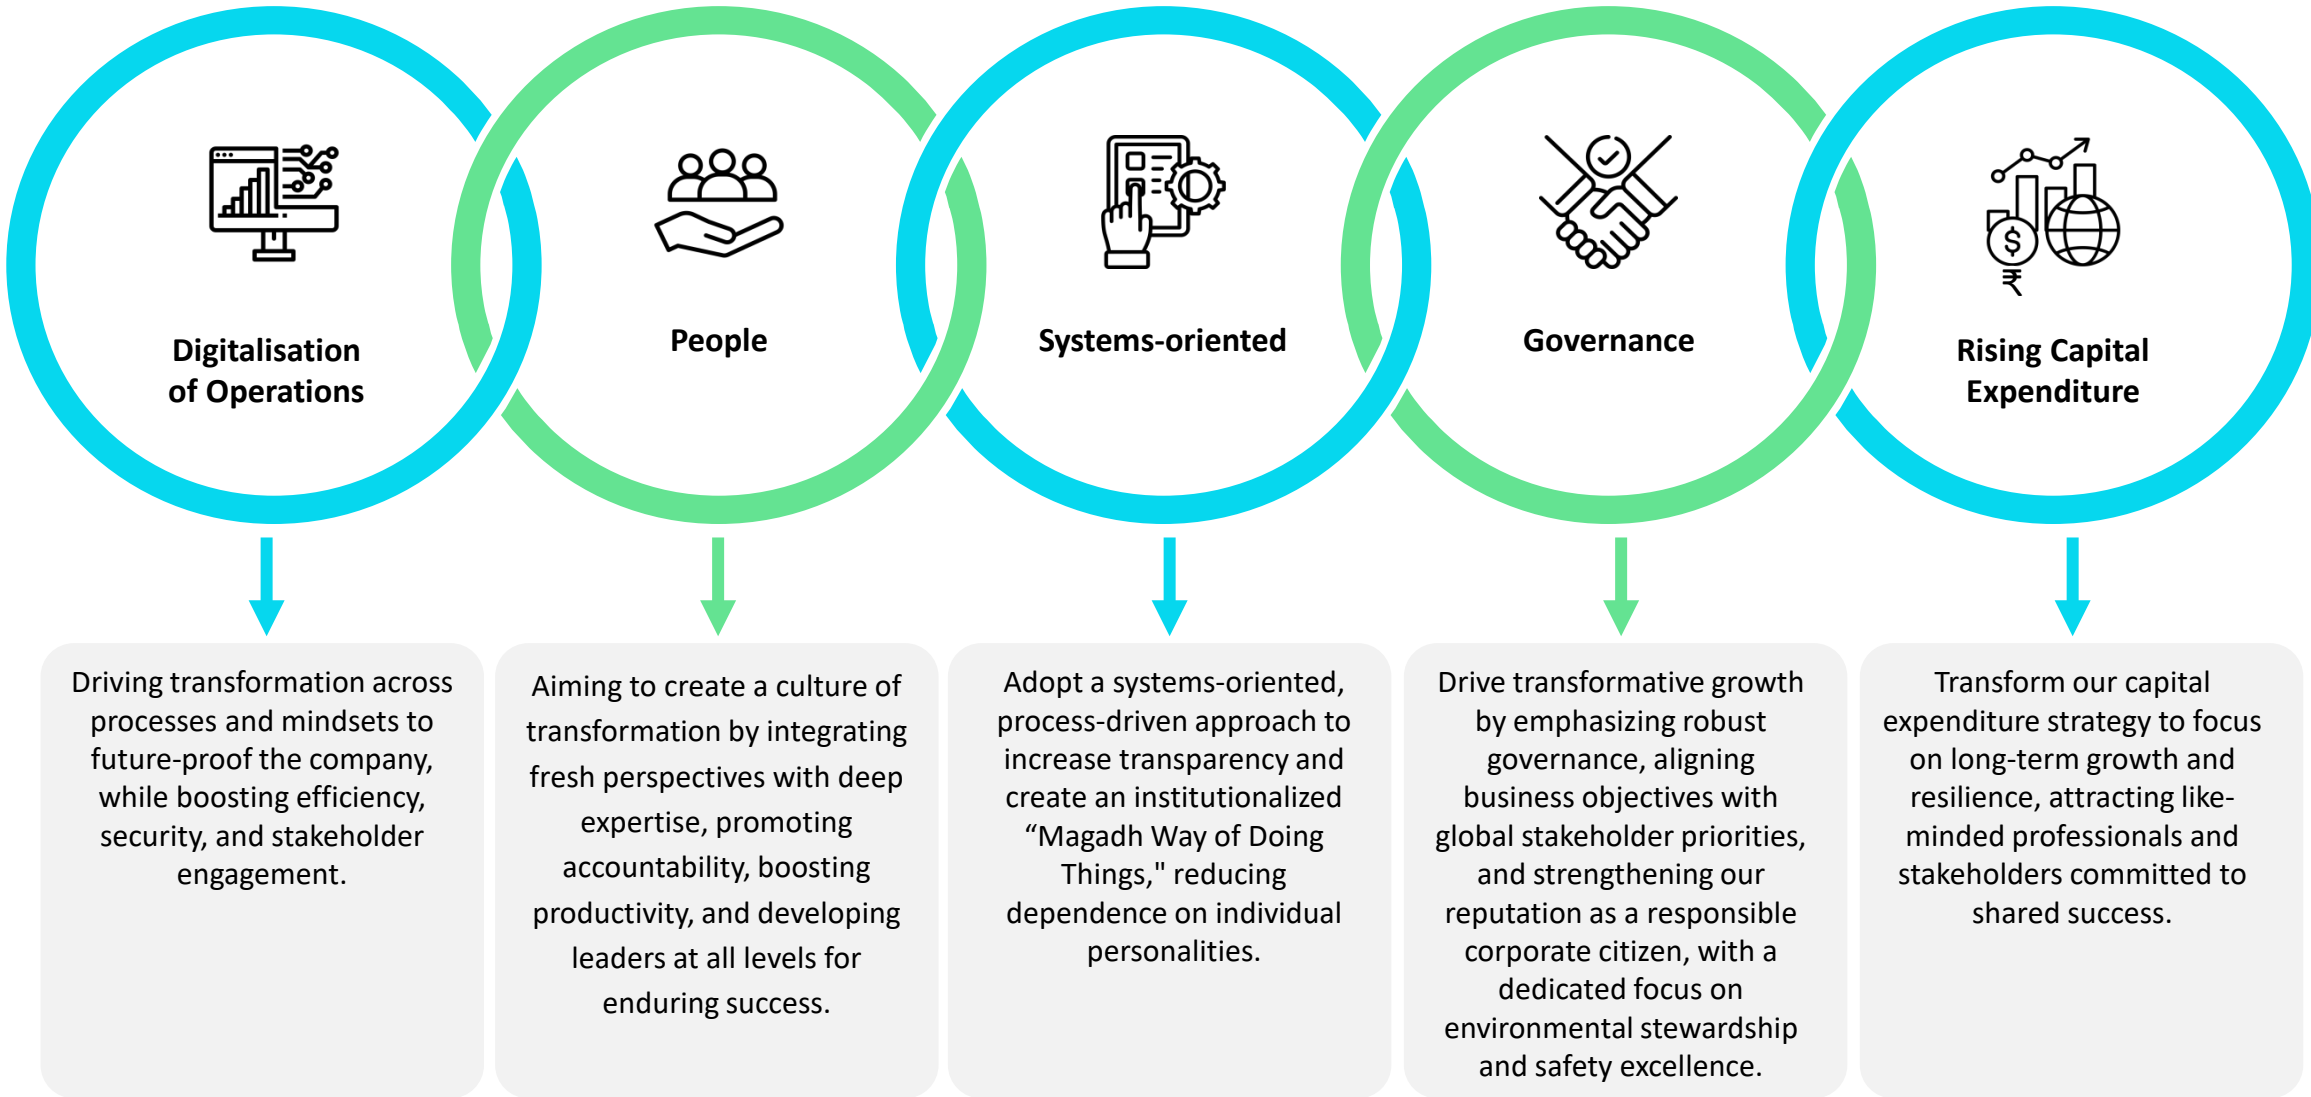 Digitalisation
of Operations
People
Systems-oriented
Governance
$
₹
Rising Capital
Expenditure
Driving transformation across
processes and mindsets to
future-proof the company,
while boosting efficiency,
security, and stakeholder
engagement.
Aiming to create a culture of
transformation by integrating
fresh perspectives with deep
expertise, promoting
accountability, boosting
productivity, and developing
leaders at all levels for
enduring success.
Adopt a systems-oriented,
process-driven approach to
increase transparency and
create an institutionalized
“Magadh Way of Doing
Things," reducing
dependence on individual
personalities.
Drive transformative growth
by emphasizing robust
governance, aligning
business objectives with
global stakeholder priorities,
and strengthening our
reputation as a responsible
corporate citizen, with a
dedicated focus on
environmental stewardship
and safety excellence.
Transform our capital
expenditure strategy to focus
on long-term growth and
resilience, attracting like-
minded professionals and
stakeholders committed to
shared success.